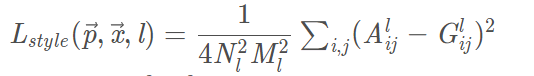 $L_{style}(\vec{p}, \vec{x}, l) = \frac{1}{4N_l^2 M_l^2} \sum_{i,j} (A_{ij}^l - G_{ij}^l)^2$